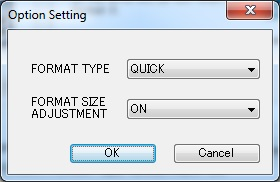 Option Setting
FORMAT TYPE QUICK
FORMAT SIZE
ADJUSTMENT ON
OK Cancel